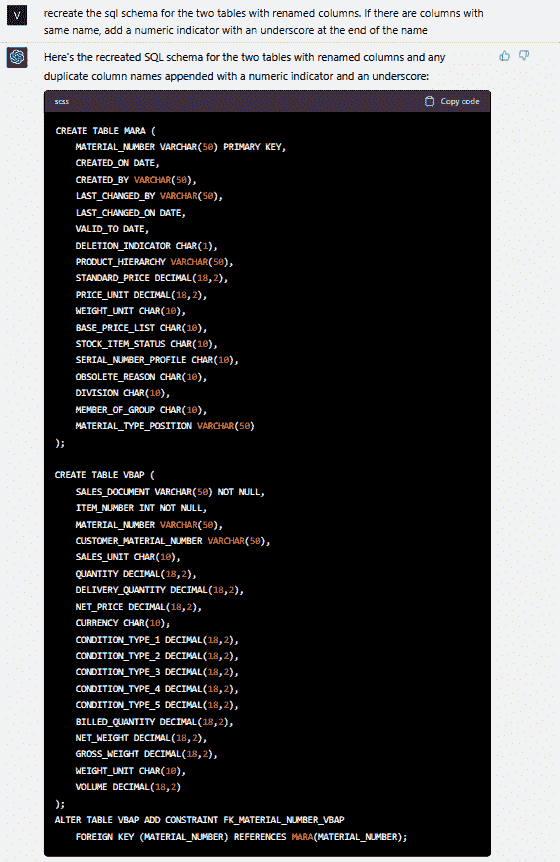 V
recreate the sql schema for the two tables with renamed columns. If there are columns with
same name, add a numeric indicator with an underscore at the end of the name
Here's the recreated SQL schema for the two tables with renamed columns and any
duplicate column names appended with a numeric indicator and an underscore:
scss Copy code
CREATE TABLE MARA (
MATERIAL_NUMBER VARCHAR(50) PRIMARY KEY,
CREATED_ON DATE,
CREATED_BY VARCHAR(50),
LAST_CHANGED_BY VARCHAR(50),
LAST_CHANGED_ON DATE,
VALID_TO DATE,
DELETION_INDICATOR CHAR(1),
PRODUCT_HIERARCHY VARCHAR(50),
STANDARD_PRICE DECIMAL(18,2),
PRICE_UNIT DECIMAL(18,2),
WEIGHT_UNIT CHAR(10),
BASE_PRICE_LIST CHAR(10),
STOCK_ITEM_STATUS CHAR(10),
SERIAL_NUMBER_PROFILE CHAR(10),
OBSOLETE_REASON CHAR(10),
DIVISION CHAR(10),
MEMBER_OF_GROUP CHAR(10),
MATERIAL_TYPE_POSITION VARCHAR(50)
);
CREATE TABLE VBAP (
SALES_DOCUMENT VARCHAR(50) NOT NULL,
ITEM_NUMBER INT NOT NULL,
MATERIAL_NUMBER VARCHAR(50),
CUSTOMER_MATERIAL_NUMBER VARCHAR(50),
SALES_UNIT CHAR(10),
QUANTITY DECIMAL(18,2),
DELIVERY_QUANTITY DECIMAL(18,2),
NET_PRICE DECIMAL(18,2),
CURRENCY CHAR(10);
CONDITION_TYPE_1 DECIMAL(18,2),
CONDITION_TYPE_2 DECIMAL(18,2),
CONDITION_TYPE_3 DECIMAL(18,2),
CONDITION_TYPE_4 DECIMAL(18,2),
CONDITION_TYPE_5 DECIMAL(18,2),
BILLED_QUANTITY DECIMAL(18,2),
NET_WEIGHT DECIMAL(18,2),
GROSS_WEIGHT DECIMAL(18,2),
WEIGHT_UNIT CHAR(10),
VOLUME DECIMAL(18,2)
);
ALTER TABLE VBAP ADD CONSTRAINT FK_MATERIAL_NUMBER_VBAP
FOREIGN KEY (MATERIAL_NUMBER) REFERENCES MARA(MATERIAL_NUMBER);